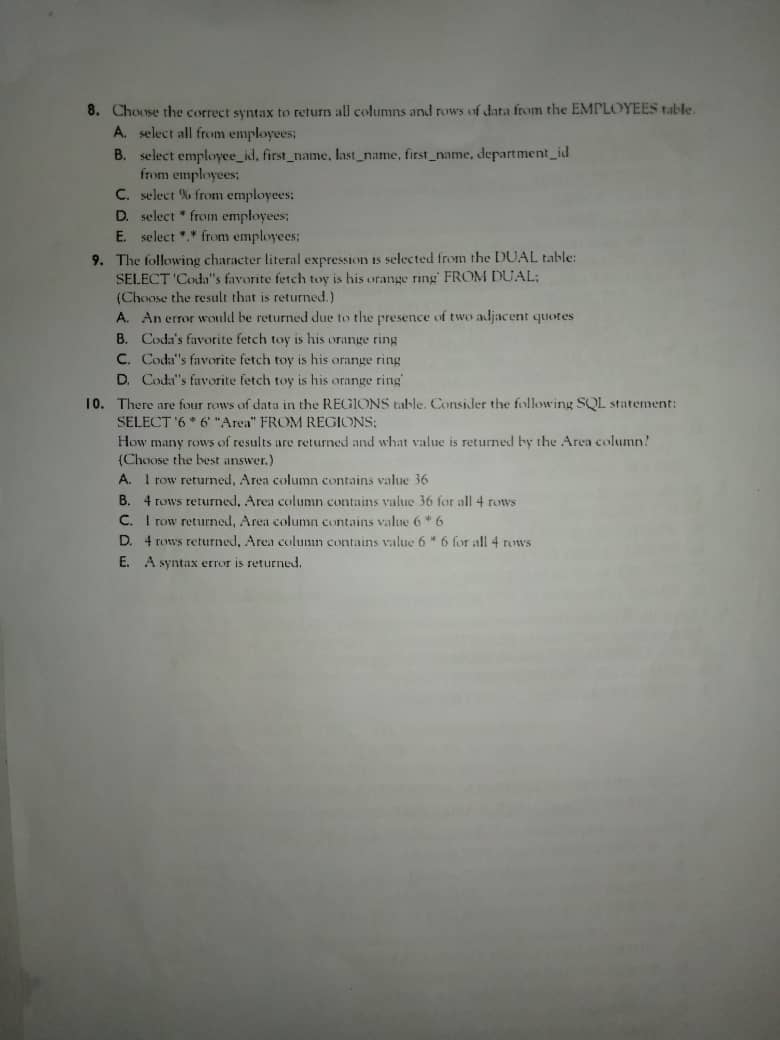 8. Choose the correct syntax to return all columns and rows of data from the EMPLOYEES table.
A. select all from employees;
B. select employee_id, first_name, last_name, first_name, department_id
from employees;
C. select % from employees;
D. select * from employees;
E. select *.* from employees;
9. The following character literal expression is selected from the DUAL table:
SELECT 'Coda''s favorite fetch toy is his orange ring' FROM DUAL;
(Choose the result that is returned.)
A. An error would be returned due to the presence of two adjacent quotes
B. Coda's favorite fetch toy is his orange ring
C. Coda''s favorite fetch toy is his orange ring
D. Coda''s favorite fetch toy is his orange ring'
10. There are four rows of data in the REGIONS table. Consider the following SQL statement:
SELECT '6 * 6' "Area" FROM REGIONS;
How many rows of results are returned and what value is returned by the Area column?
(Choose the best answer.)
A. 1 row returned, Area column contains value 36
B. 4 rows returned, Area column contains value 36 for all 4 rows
C. 1 row returned, Area column contains value 6 * 6
D. 4 rows returned, Area column contains value 6 * 6 for all 4 rows
E. A syntax error is returned.